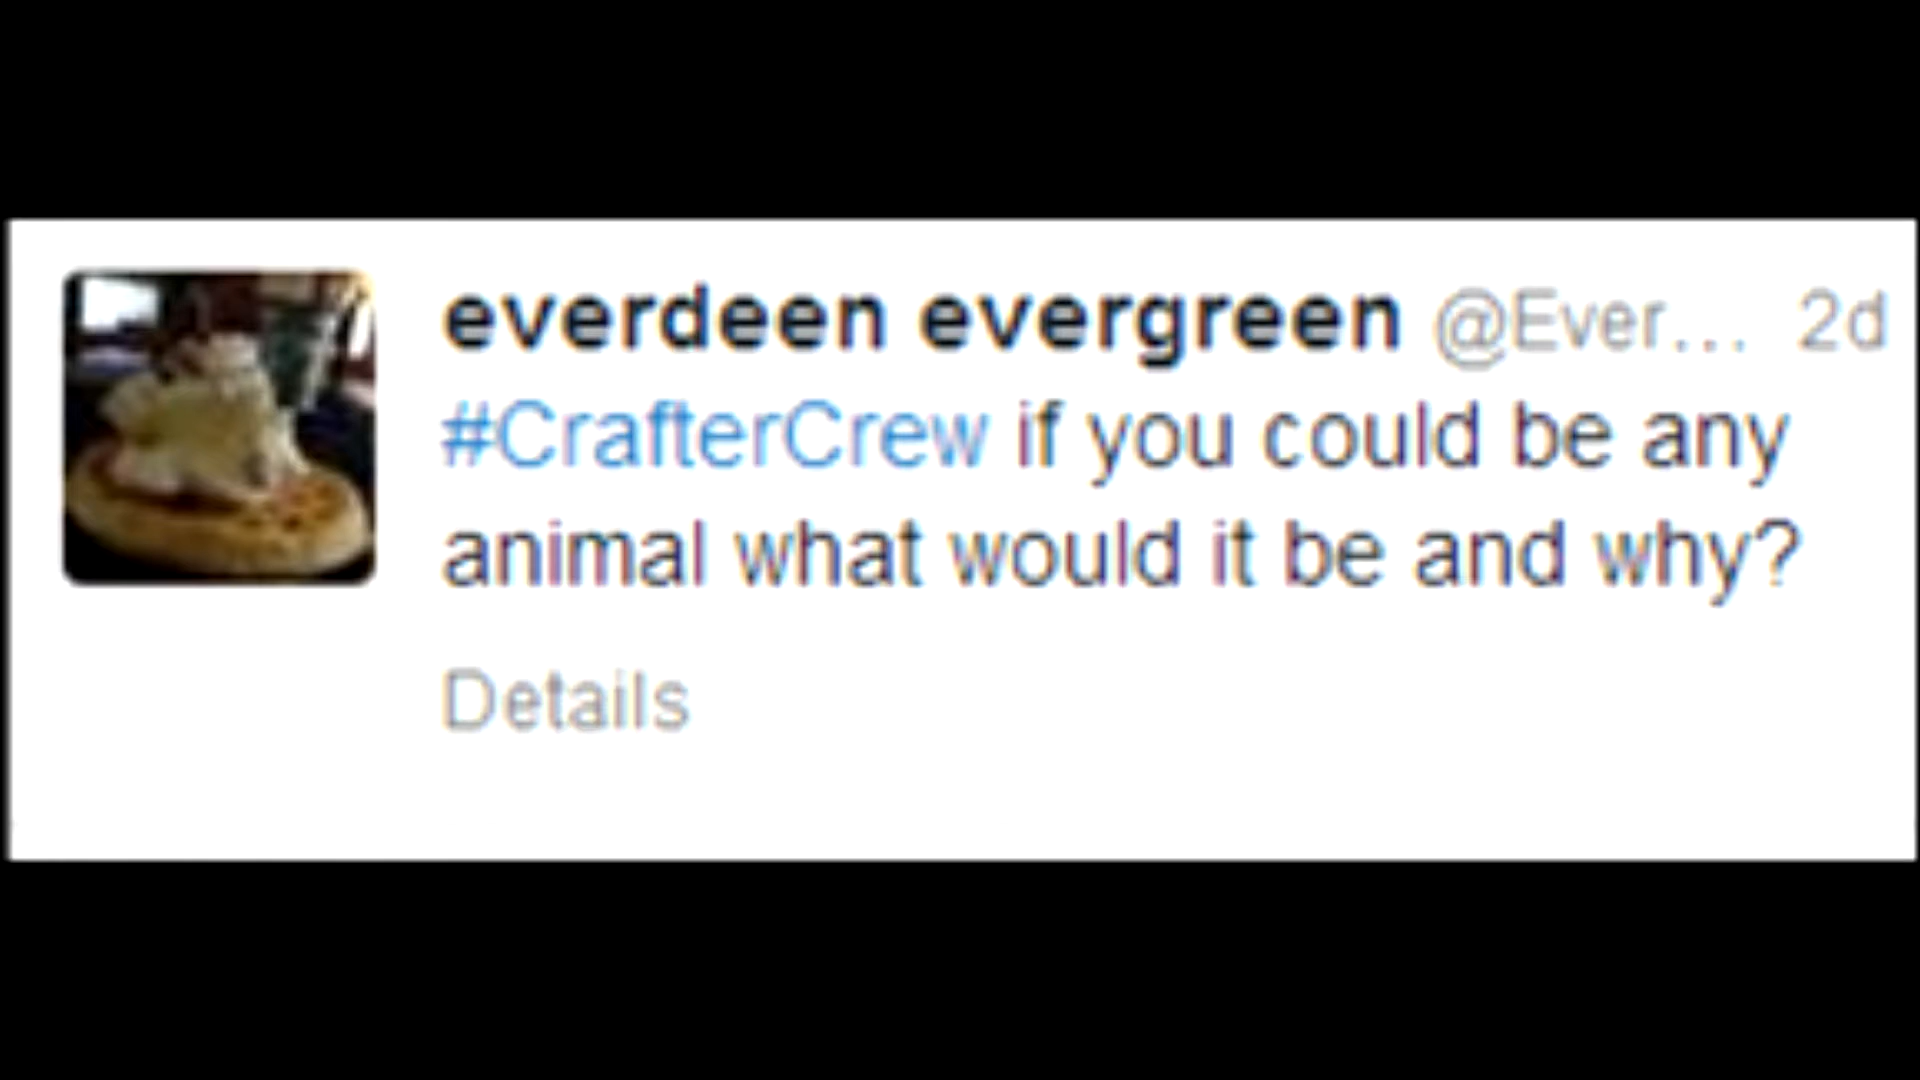 everdeen evergreen @Ever... 2d
#CrafterCrew if you could be any
animal what would it be and why?
Details